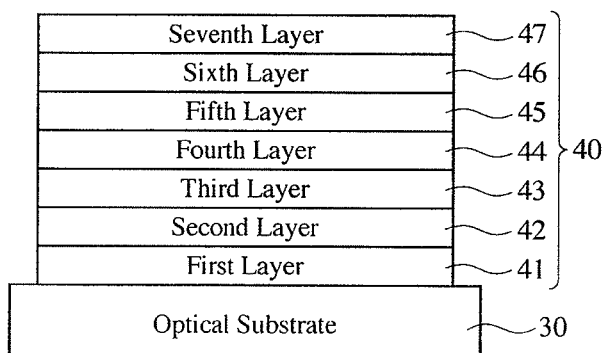 Seventh Layer 47
Sixth Layer 46
Fifth Layer 45
Fourth Layer 44 40
Third Layer 43
Second Layer 42
First Layer 41
Optical Substrate 30